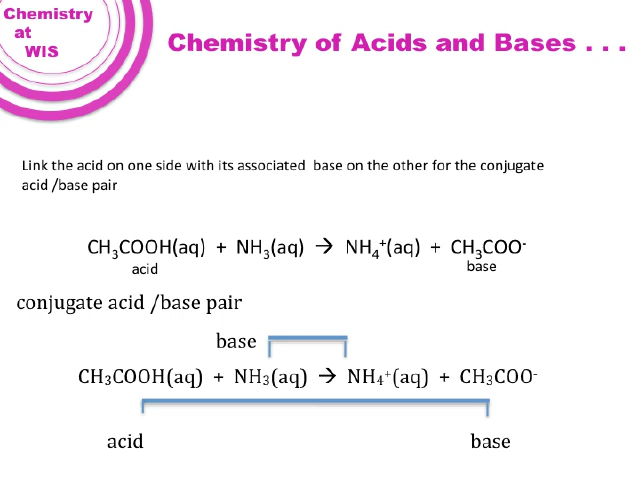 Chemistry
at
WIS
Chemistry of Acids and Bases . . .
Link the acid on one side with its associated  base on the other for the conjugate
acid /base pair
CH₃COOH(aq)  +  NH₃(aq)  →  NH₄⁺(aq)  +  CH₃COO⁻
acid
base
conjugate acid /base pair
base
CH₃COOH(aq)  +  NH₃(aq)  →  NH₄⁺(aq)  +  CH₃COO⁻
acid
base